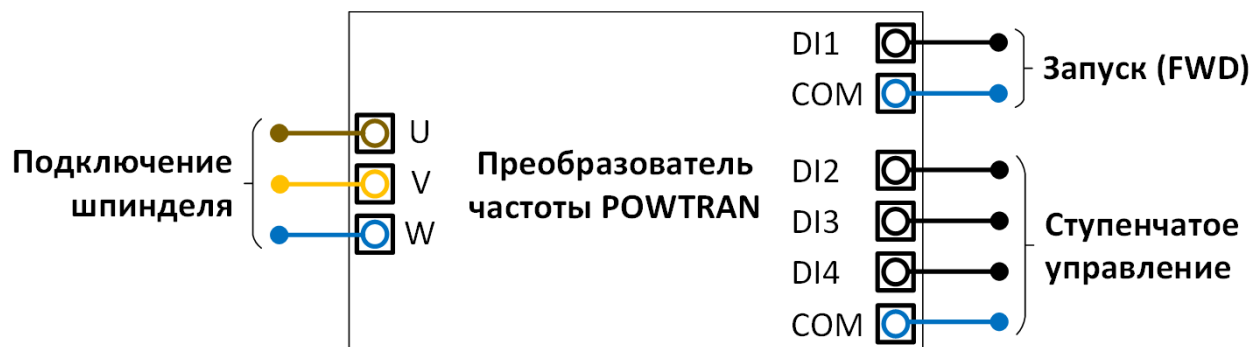 Подключение
шпинделя
U
V
W
Преобразователь
частоты POWTRAN
DI1
COM
Запуск (FWD)
DI2
DI3
DI4
COM
Ступенчатое
управление